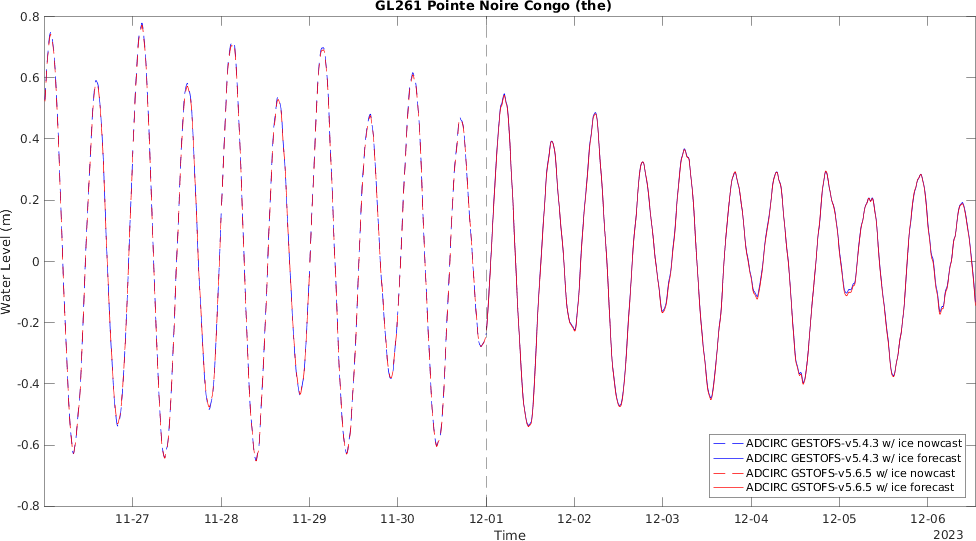 GL261 Pointe Noire Congo (the)
0.8
0.6
0.4
0.2
0
-0.2
-0.4
-0.6
-0.8
Water Level (m)
ADCIRC GESTOFS-v5.4.3 w/ ice nowcast
ADCIRC GESTOFS-v5.4.3 w/ ice forecast
ADCIRC GSTOFS-v5.6.5 w/ ice nowcast
ADCIRC GSTOFS-v5.6.5 w/ ice forecast
11-27 11-28 11-29 11-30 12-01 12-02 12-03 12-04 12-05 12-06
Time
2023